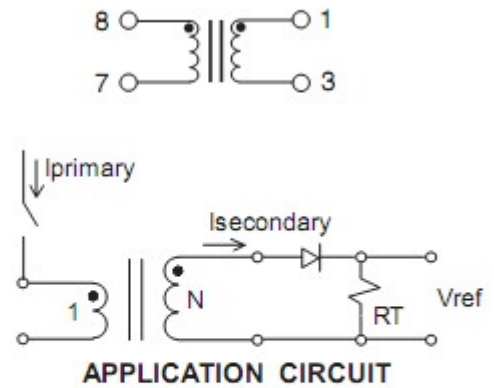 8 1
7 3
Iprimary
Isecondary
1 N RT Vref
APPLICATION CIRCUIT